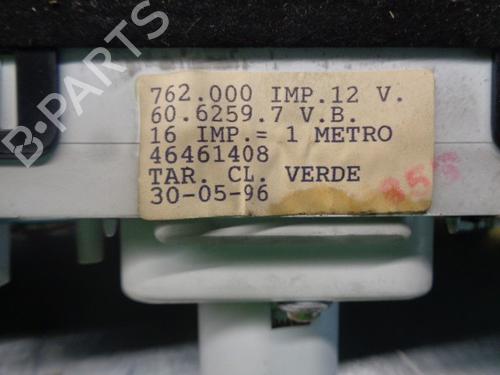 762.000 IMP.12 V.
60.6259.7 V.B.
16 IMP.= 1 METRO
46461408
TAR. CL. VERDE
30-05-96
B-PARTS